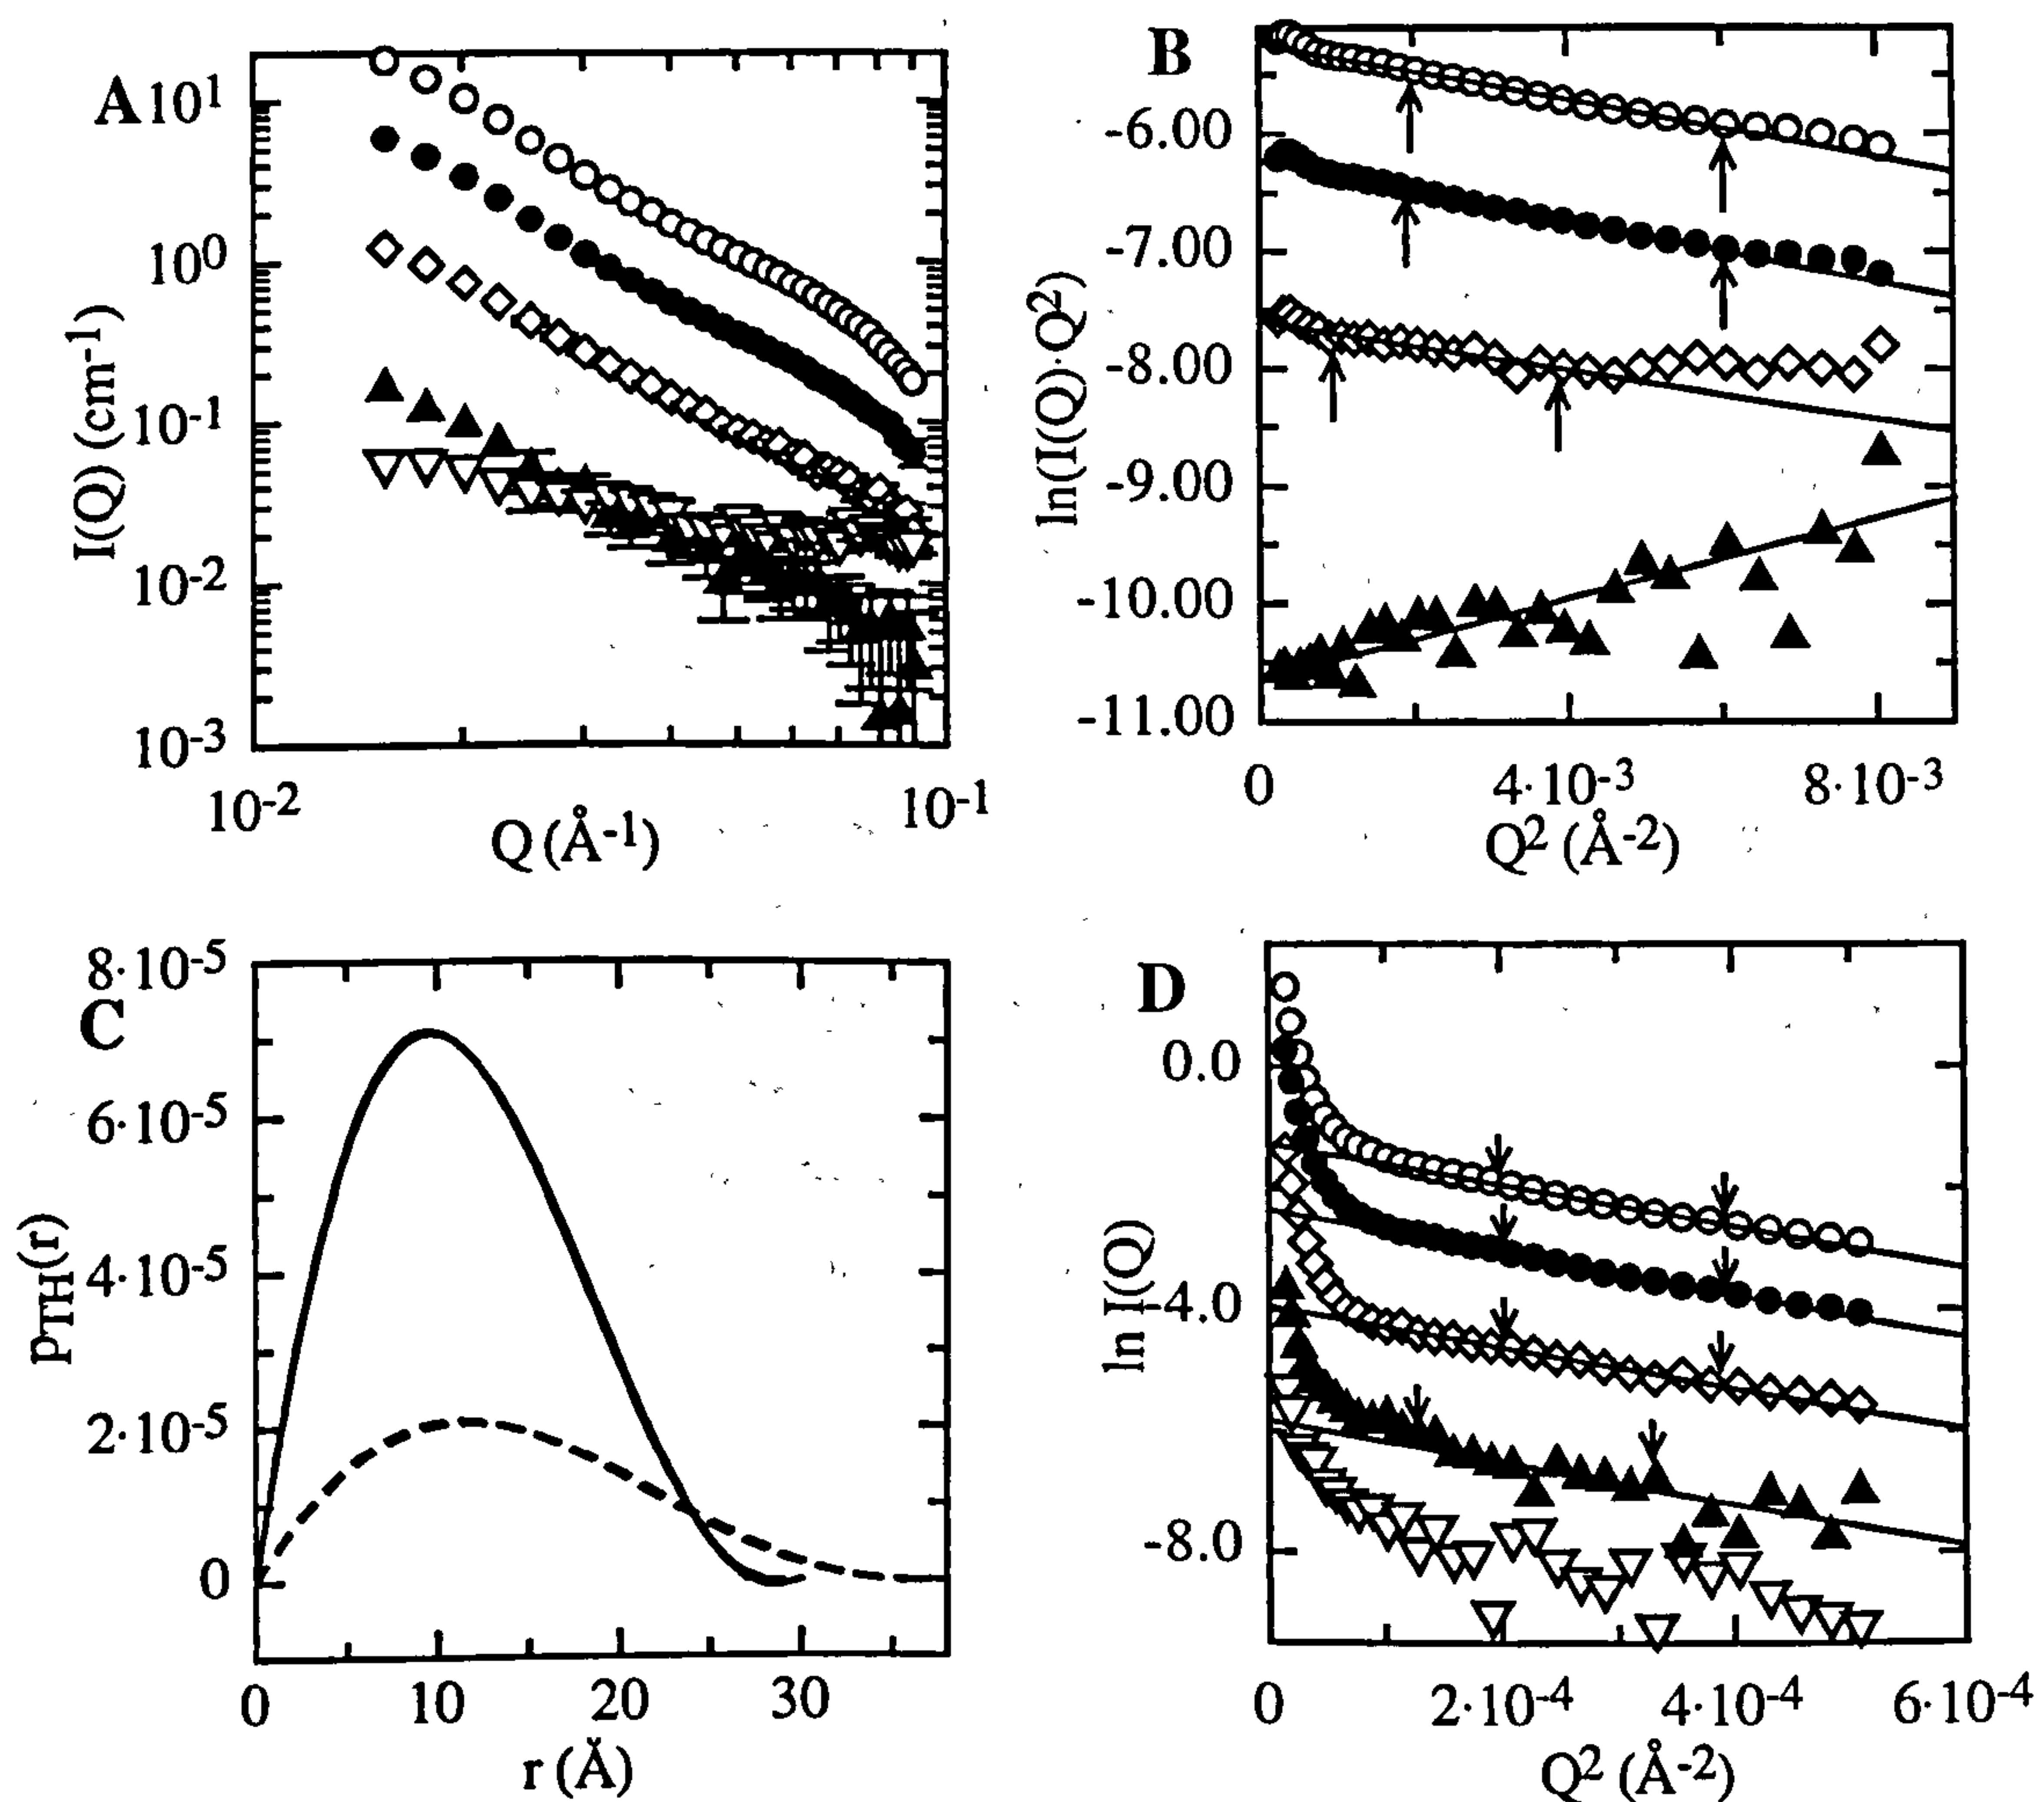 A
10¹
10⁰
10⁻¹
10⁻²
10⁻³
I(Q) (cm⁻¹)
10⁻²
10⁻¹
Q (Å⁻¹)
B
-6.00
-7.00
-8.00
-9.00
-10.00
-11.00
ln(I(Q)·Q²)
0
4·10⁻³
8·10⁻³
Q² (Å⁻²)
C
8·10⁻⁵
6·10⁻⁵
4·10⁻⁵
2·10⁻⁵
0
pTH(r)
0
10
20
30
r (Å)
D
0.0
-4.0
-8.0
ln I(Q)
0
2·10⁻⁴
4·10⁻⁴
6·10⁻⁴
Q² (Å⁻²)